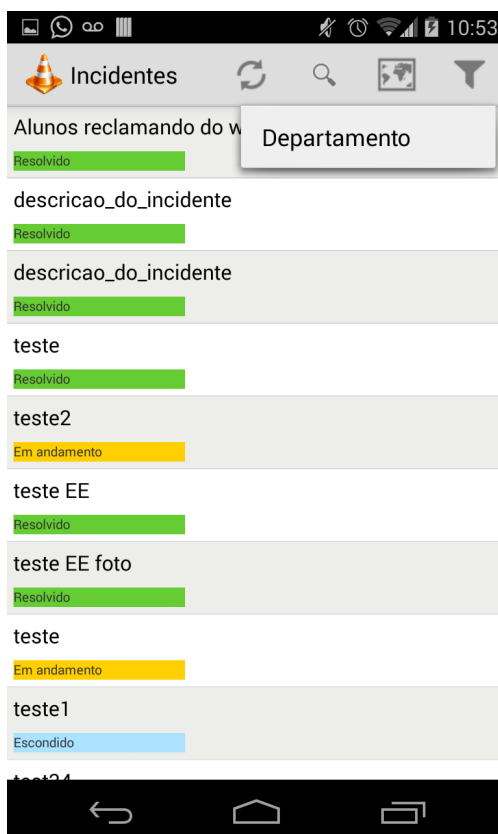 10:53
Incidentes
Alunos reclamando do
Departamento
Resolvido
descricao_do_incidente
Resolvido
descricao_do_incidente
Resolvido
teste
Resolvido
teste2
Em andamento
teste EE
Resolvido
teste EE foto
Resolvido
teste
Em andamento
teste1
Escondido